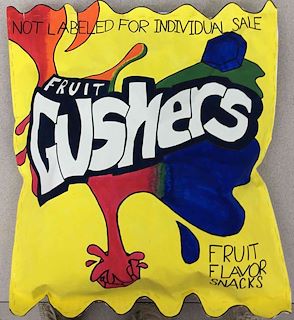 NOT LABELED FOR INDIVIDUAL SALE
FRUIT
GUSHERS
FRUIT
FLAVOR
SNACKS